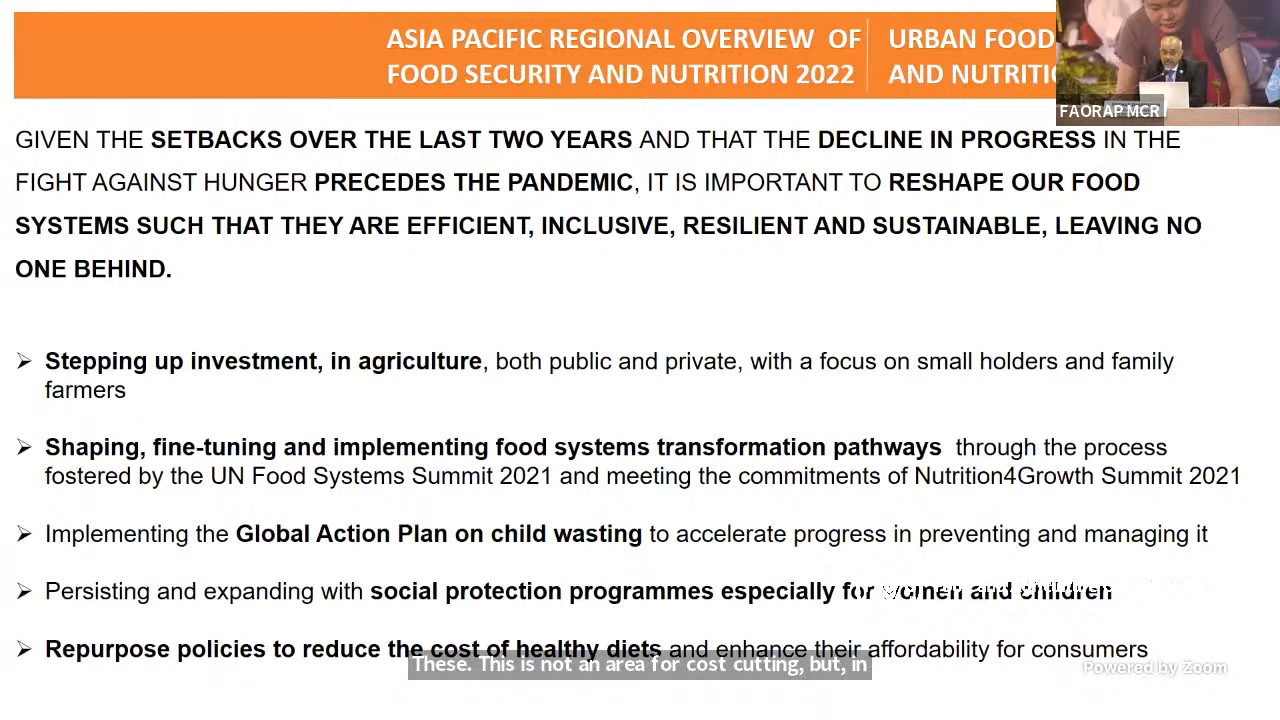 ASIA PACIFIC REGIONAL OVERVIEW OF
FOOD SECURITY AND NUTRITION 2022
URBAN FOOD
AND
FAORAP MCR
GIVEN THE SETBACKS OVER THE LAST TWO YEARS AND THAT THE DECLINE IN PROGRESS IN THE
FIGHT AGAINST HUNGER PRECEDES THE PANDEMIC, IT IS IMPORTANT TO RESHAPE OUR FOOD
SYSTEMS SUCH THAT THEY ARE EFFICIENT, INCLUSIVE, RESILIENT AND SUSTAINABLE, LEAVING NO
ONE BEHIND.
➢ Stepping up investment, in agriculture, both public and private, with a focus on small holders and family
farmers
➢ Shaping, fine-tuning and implementing food systems transformation pathways through the process
fostered by the UN Food Systems Summit 2021 and meeting the commitments of Nutrition4Growth Summit 2021
➢ Implementing the Global Action Plan on child wasting to accelerate progress in preventing and managing it
➢ Persisting and expanding with social protection programmes especially for women and children
➢ Repurpose policies to reduce the cost of healthy diets and enhance their affordability for consumers
These. This is not an area for cost cutting, but, in
Powered by Zoom